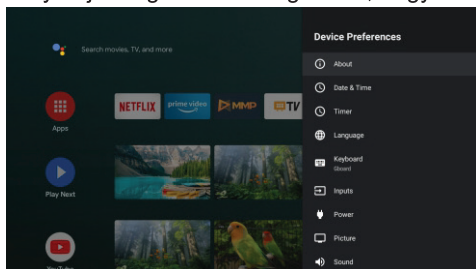 Search movies, TV, and more
Apps
NETFLIX
prime video
MMP
TV
Play Next
YouTube
Device Preferences
About
Date & Time
Timer
Language
Keyboard
Gboard
Inputs
Power
Picture
Sound